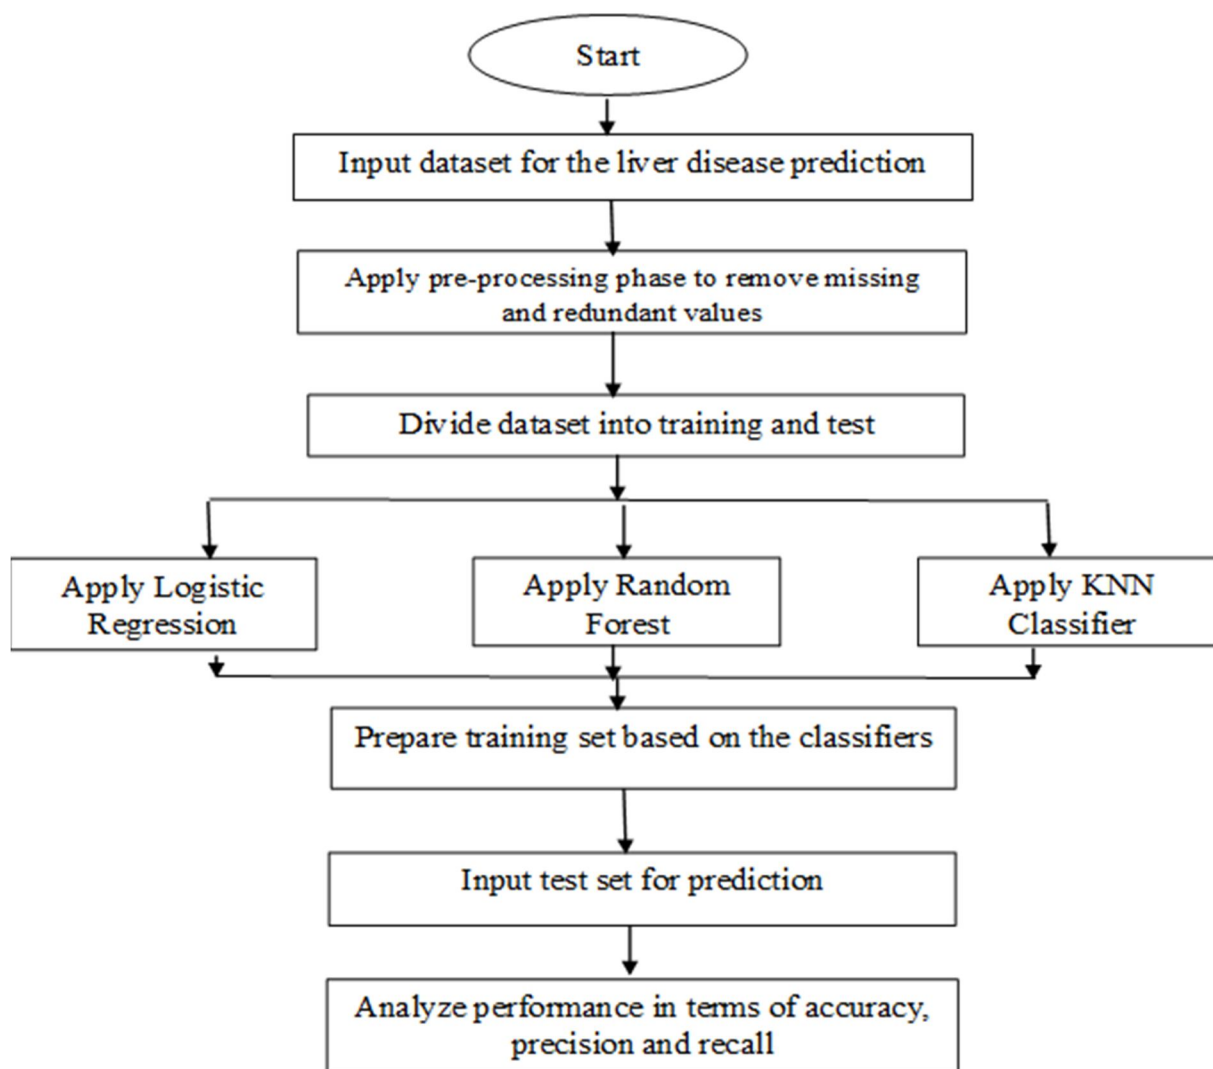 Start
Input dataset for the liver disease prediction
Apply pre-processing phase to remove missing
and redundant values
Divide dataset into training and test
Apply Logistic
Regression
Apply Random
Forest
Apply KNN
Classifier
Prepare training set based on the classifiers
Input test set for prediction
Analyze performance in terms of accuracy,
precision and recall